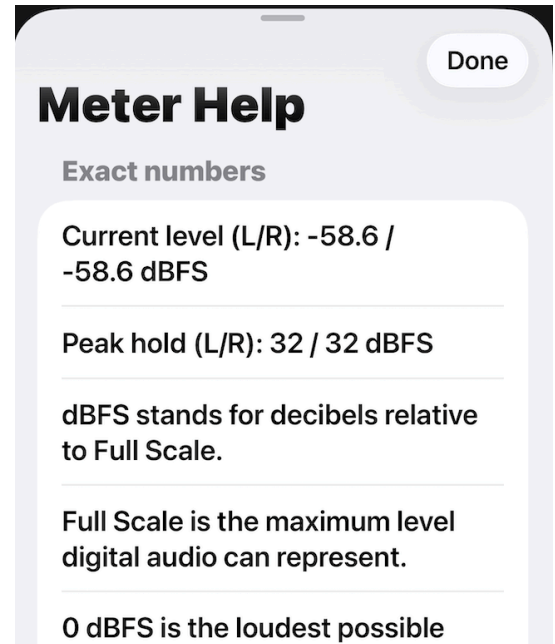 Done
Meter Help
Exact numbers
Current level (L/R): -58.6 /
-58.6 dBFS
Peak hold (L/R): 32 / 32 dBFS
dBFS stands for decibels relative
to Full Scale.
Full Scale is the maximum level
digital audio can represent.
0 dBFS is the loudest possible